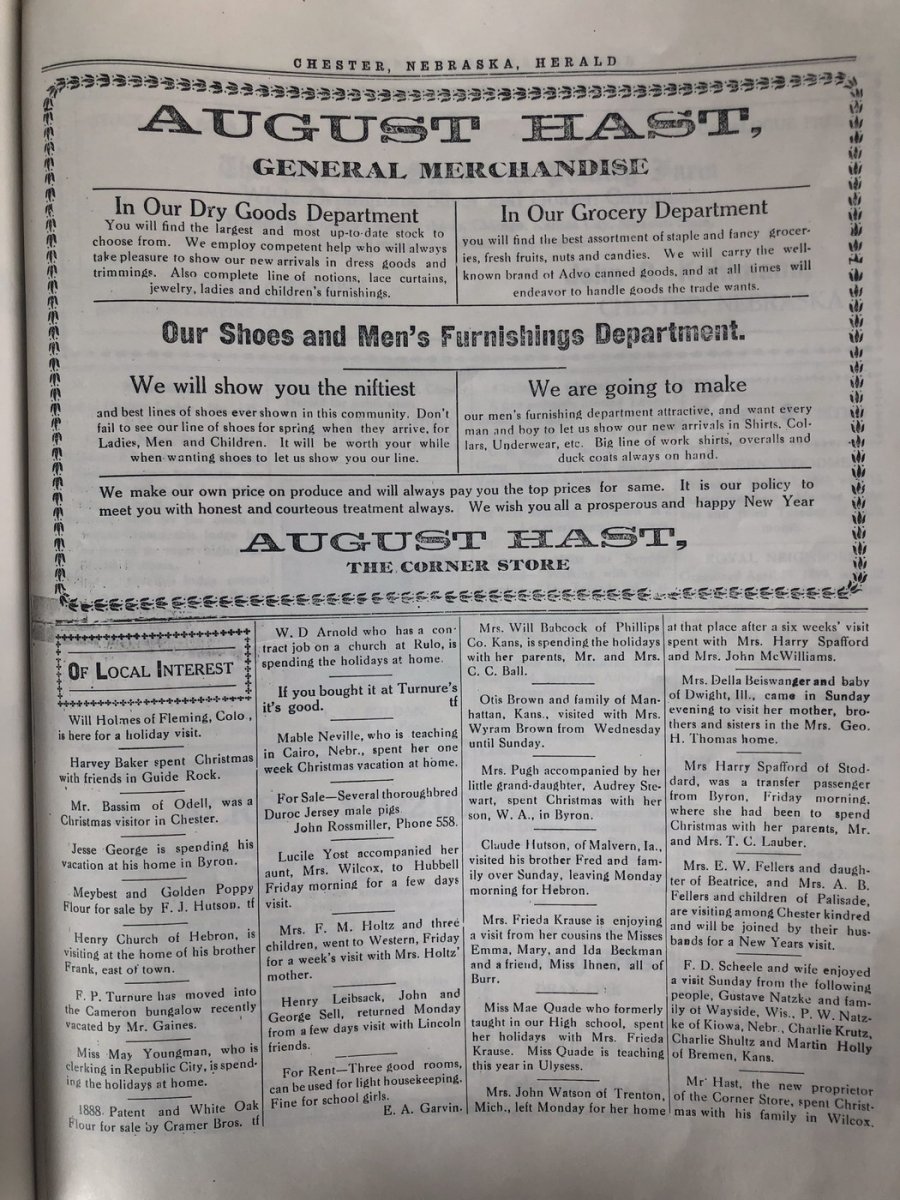 CHESTER, NEBRASKA, HERALD
AUGUST HAST,
GENERAL MERCHANDISE
In Our Dry Goods Department
You will find the largest and most up-to-date stock to
choose from. We employ competent help who will always
take pleasure to show our new arrivals in dress goods and
trimmings. Also complete line of notions, lace curtains,
jewelry, ladies and children's furnishings.
In Our Grocery Department
you will find the best assortment of staple and fancy grocer-
ies, fresh fruits, nuts and candies. We will carry the well-
known brand of Advo canned goods, and at all times will
endeavor to handle goods the trade wants.
Our Shoes and Men's Furnishings Department.
We will show you the niftiest
and best lines of shoes ever shown in this community. Don't
fail to see our line of shoes for spring when they arrive, for
Ladies, Men and Children. It will be worth your while
when wanting shoes to let us show you our line.
We are going to make
our men's furnishing department attractive, and want every
man and boy to let us show our new arrivals in Shirts, Col-
lars, Underwear, etc. Big line of work shirts, overalls and
duck coats always on hand.
We make our own price on produce and will always pay you the top prices for same. It is our policy to
meet you with honest and courteous treatment always. We wish you all a prosperous and happy New Year
AUGUST HAST,
THE CORNER STORE
OF LOCAL INTEREST
Will Holmes of Fleming, Colo,
is here for a holiday visit.
Harvey Baker spent Christmas
with friends in Guide Rock.
Mr. Bassim of Odell, was a
Christmas visitor in Chester.
Jesse George is spending his
vacation at his home in Byron.
Meybest and Golden Poppy
Flour for sale by F. J. Hutson. tf
Henry Church of Hebron, is
visiting at the home of his brother
Frank, east of town.
F. P. Turnure has moved into
the Cameron bungalow recently
vacated by Mr. Gaines.
Miss May Youngman, who is
clerking in Republic City, is spend-
ing the holidays at home.
1888 Patent and White Oak
Flour for sale by Cramer Bros. tf
W. D Arnold who has a con-
tract job on a church at Rulo, is
spending the holidays at home.
If you bought it at Turnure's
it's good. tf
Mable Neville, who is teaching
in Cairo, Nebr., spent her one
week Christmas vacation at home.
For Sale—Several thoroughbred
Duroc Jersey male pigs
John Rossmiller, Phone 558.
Lucile Yost accompanied her
aunt, Mrs. Wilcox, to Hubbell
Friday morning for a few days
visit.
Mrs. F. M. Holtz and three
children, went to Western, Friday
for a week's visit with Mrs. Holtz'
mother.
Henry Leibsack, John and
George Sell, returned Monday
from a few days visit with Lincoln
friends.
For Rent—Three good rooms,
can be used for light housekeeping.
Fine for school girls.
E. A. Garvin.
Mrs. Will Babcock of Phillips
Co. Kans, is spending the holidays
with her parents, Mr. and Mrs.
C. C. Ball.
Otis Brown and family of Man-
hattan, Kans., visited with Mrs.
Wyram Brown from Wednesday
until Sunday.
Mrs. Pugh accompanied by her
little grand-daughter, Audrey Ste-
wart, spent Christmas with her
son, W. A., in Byron.
Claude Hutson, of Malvern, Ia.,
visited his brother Fred and fam-
ily over Sunday, leaving Monday
morning for Hebron.
Mrs. Frieda Krause is enjoying
a visit from her cousins the Misses
Emma, Mary, and Ida Beckman
and a friend, Miss Ihnen, all of
Burr.
Miss Mae Quade who formerly
taught in our High school, spent
her holidays with Mrs. Frieda
Krause. Miss Quade is teaching
this year in Ulysess.
Mrs. John Watson of Trenton,
Mich., left Monday for her home
at that place after a six weeks' visit
spent with Mrs. Harry Spafford
and Mrs. John McWilliams.
Mrs. Della Beiswanger and baby
of Dwight, Ill., came in Sunday
evening to visit her mother, bro-
thers and sisters in the Mrs. Geo.
H. Thomas home.
Mrs Harry Spafford of Stod-
dard, was a transfer passenger
from Byron, Friday morning,
where she had been to spend
Christmas with her parents, Mr.
and Mrs. T. C. Lauber.
Mrs. E. W. Fellers and daugh-
ter of Beatrice, and Mrs. A. B.
Fellers and children of Palisade,
are visiting among Chester kindred
and will be joined by their hus-
bands for a New Years visit.
F. D. Scheele and wife enjoyed
a visit Sunday from the following
people, Gustave Natzke and fam-
ily of Wayside, Wis., P. W. Natz-
ke of Kiowa, Nebr., Charlie Krutz,
Charlie Shultz and Martin Holly
of Bremen, Kans.
Mr Hast, the new proprietor
of the Corner Store, spent Christ-
mas with his family in Wilcox.